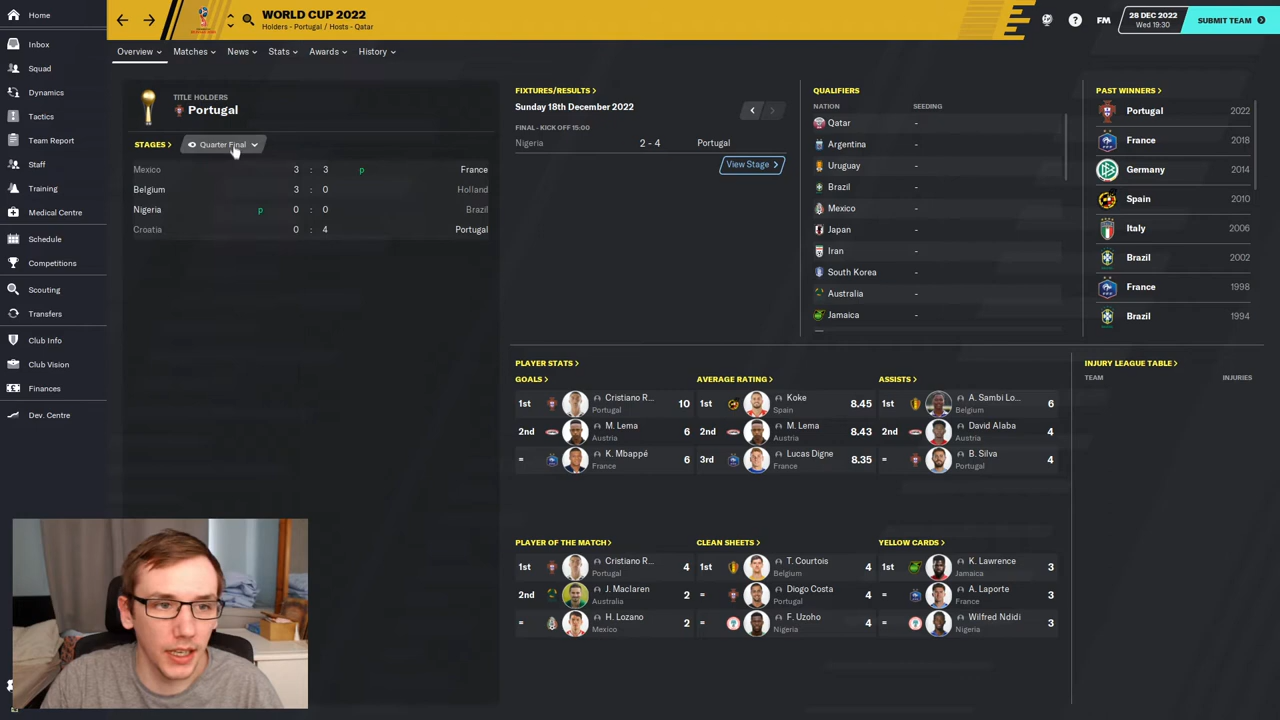 Home
WORLD CUP 2022
Holders - Portugal / Hosts - Qatar
FM
28 DEC 2022
Wed 19:30
SUBMIT TEAM
Overview
Matches
News
Stats
Awards
History
Inbox
Squad
Dynamics
Tactics
Team Report
Staff
Training
Medical Centre
Schedule
Competitions
Scouting
Transfers
Club Info
Club Vision
Finances
Dev. Centre
TITLE HOLDERS
Portugal
STAGES
Quarter Final
Mexico 3 : 3 p France
Belgium 3 : 0 Holland
Nigeria p 0 : 0 Brazil
Croatia 0 : 4 Portugal
FIXTURES/RESULTS
Sunday 18th December 2022
FINAL - KICK OFF 15:00
Nigeria 2 - 4 Portugal
View Stage
QUALIFIERS
NATION SEEDING
Qatar -
Argentina -
Uruguay -
Brazil -
Mexico -
Japan -
Iran -
South Korea -
Australia -
Jamaica -
PAST WINNERS
Portugal 2022
France 2018
Germany 2014
Spain 2010
Italy 2006
Brazil 2002
France 1998
Brazil 1994
PLAYER STATS
GOALS
1st Cristiano R... 10
Portugal
2nd M. Lema 6
Austria
= K. Mbappé 6
France
AVERAGE RATING
1st Koke 8.45
Spain
2nd M. Lema 8.43
Austria
3rd Lucas Digne 8.35
France
ASSISTS
1st A. Sambi Lo... 6
Belgium
2nd David Alaba 4
Austria
= B. Silva 4
Portugal
INJURY LEAGUE TABLE
TEAM INJURIES
PLAYER OF THE MATCH
1st Cristiano R... 4
Portugal
2nd J. Maclaren 2
Australia
= H. Lozano 2
Mexico
CLEAN SHEETS
1st T. Courtois 4
Belgium
= Diogo Costa 4
Portugal
= F. Uzoho 4
Nigeria
YELLOW CARDS
1st K. Lawrence 3
Jamaica
= A. Laporte 3
France
= Wilfred Ndidi 3
Nigeria